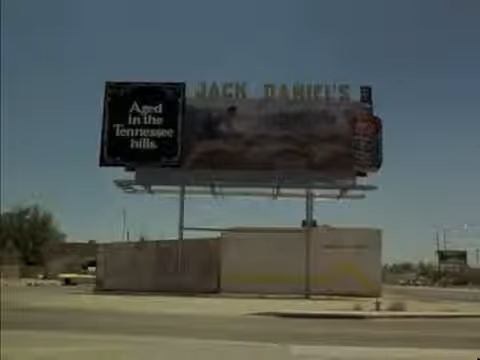 JACK DANIEL'S
Aged
in the
Tennessee
hills.